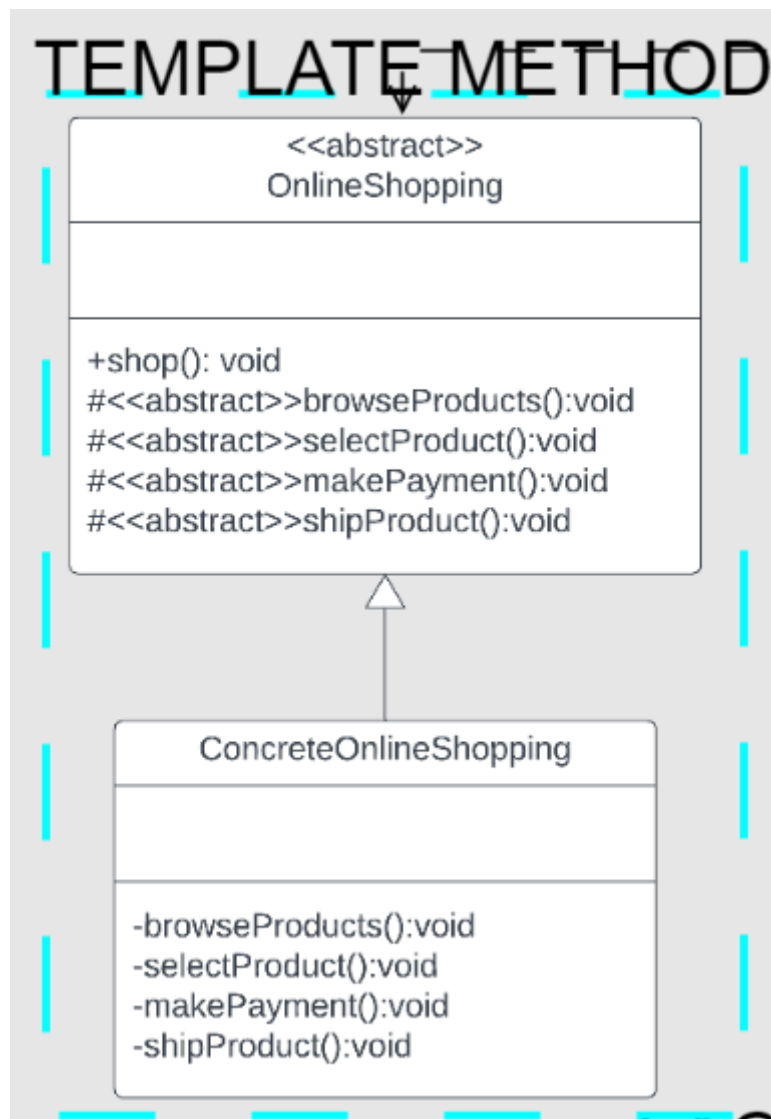 TEMPLATE METHOD
<<abstract>>
OnlineShopping
+shop(): void
#<<abstract>>browseProducts():void
#<<abstract>>selectProduct():void
#<<abstract>>makePayment():void
#<<abstract>>shipProduct():void
ConcreteOnlineShopping
-browseProducts():void
-selectProduct():void
-makePayment():void
-shipProduct():void